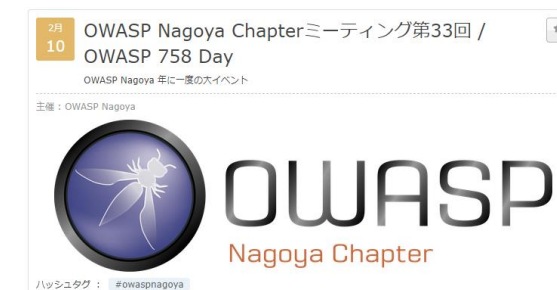 2月
10
OWASP Nagoya Chapterミーティング第33回 /
OWASP 758 Day
OWASP Nagoya 年に一度の大イベント
主催：OWASP Nagoya
OWASP
Nagoya Chapter
ハッシュタグ ： #owaspnagoya